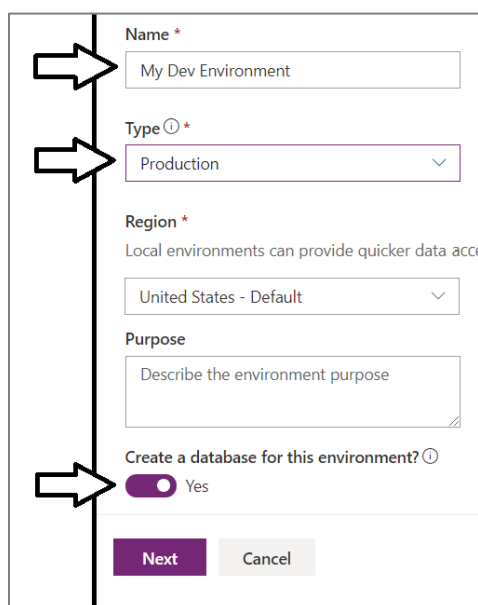 Name *
My Dev Environment
Type ⓘ *
Production
Region *
Local environments can provide quicker data acce
United States - Default
Purpose
Describe the environment purpose
Create a database for this environment? ⓘ
Yes
Next Cancel